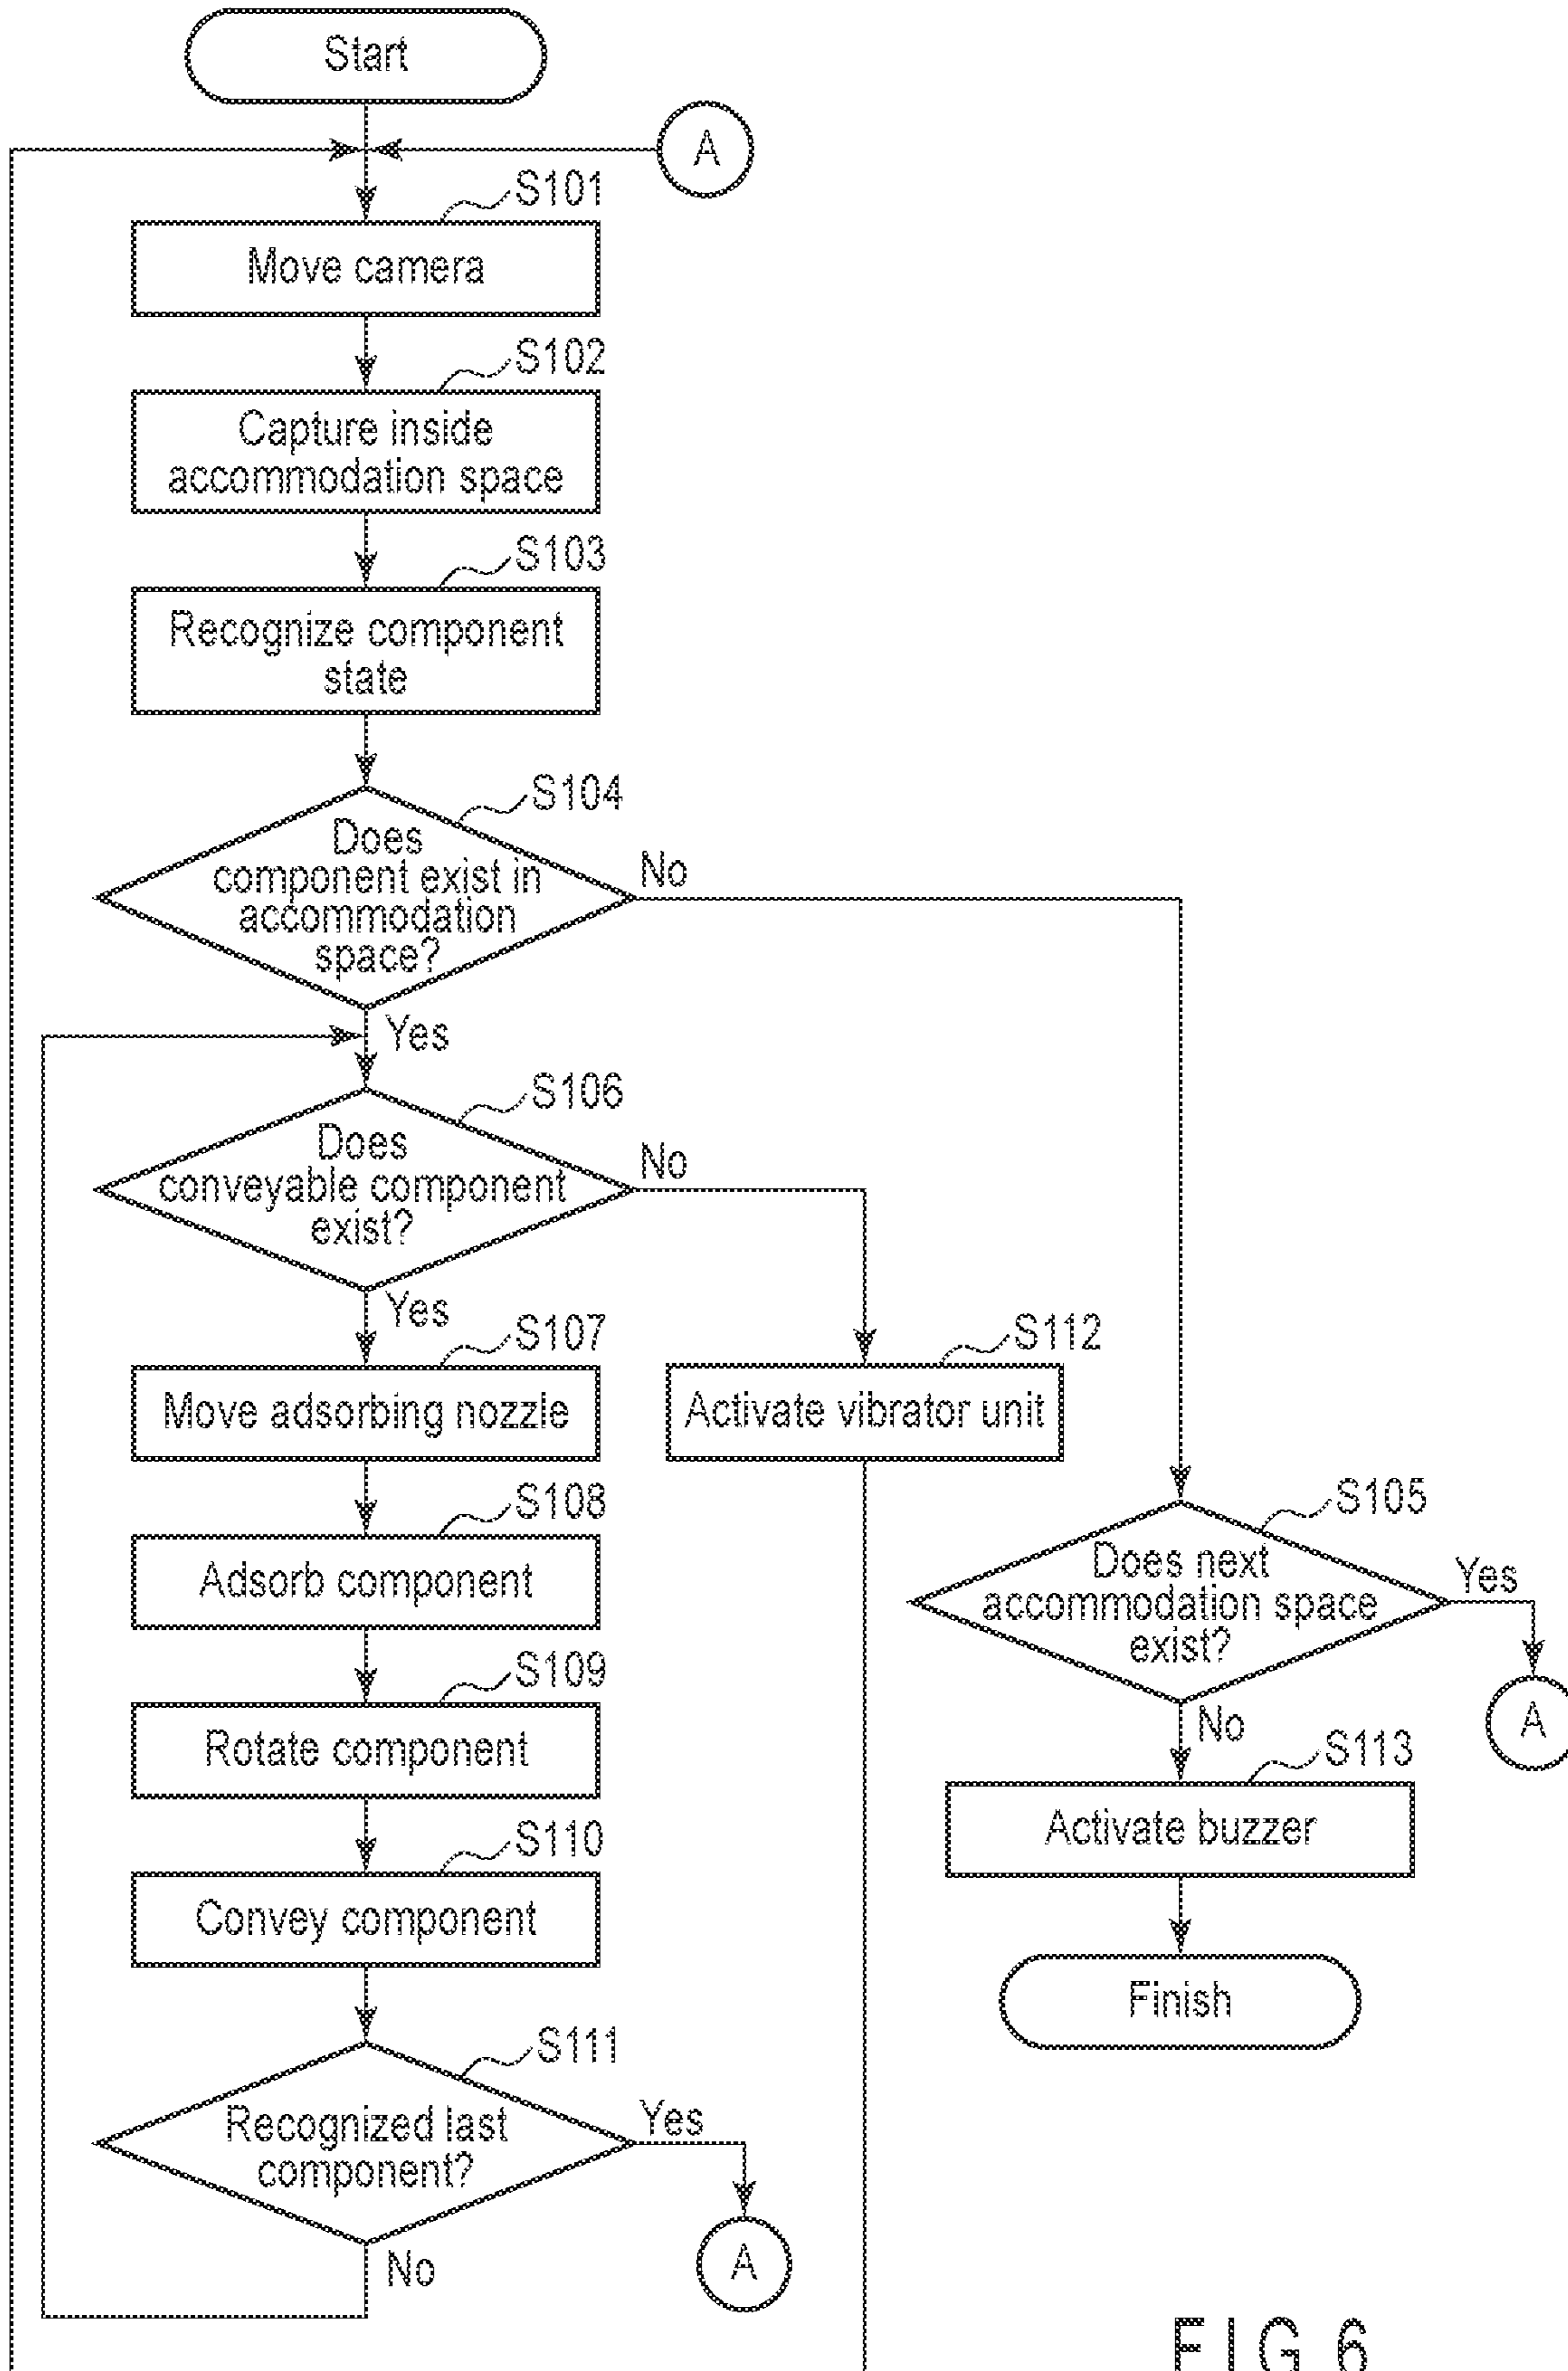 Start
A
S101
Move camera
S102
Capture inside
accommodation space
S103
Recognize component
state
S104
Does
component exist in
accommodation
space?
No
Yes
S106
Does
conveyable component
exist?
No
Yes
S107
Move adsorbing nozzle
S112
Activate vibrator unit
S108
Adsorb component
S105
Does next
accommodation space
exist?
Yes
A
No
S109
Rotate component
S113
Activate buzzer
S110
Convey component
Finish
S111
Recognized last
component?
Yes
A
No
FIG. 6